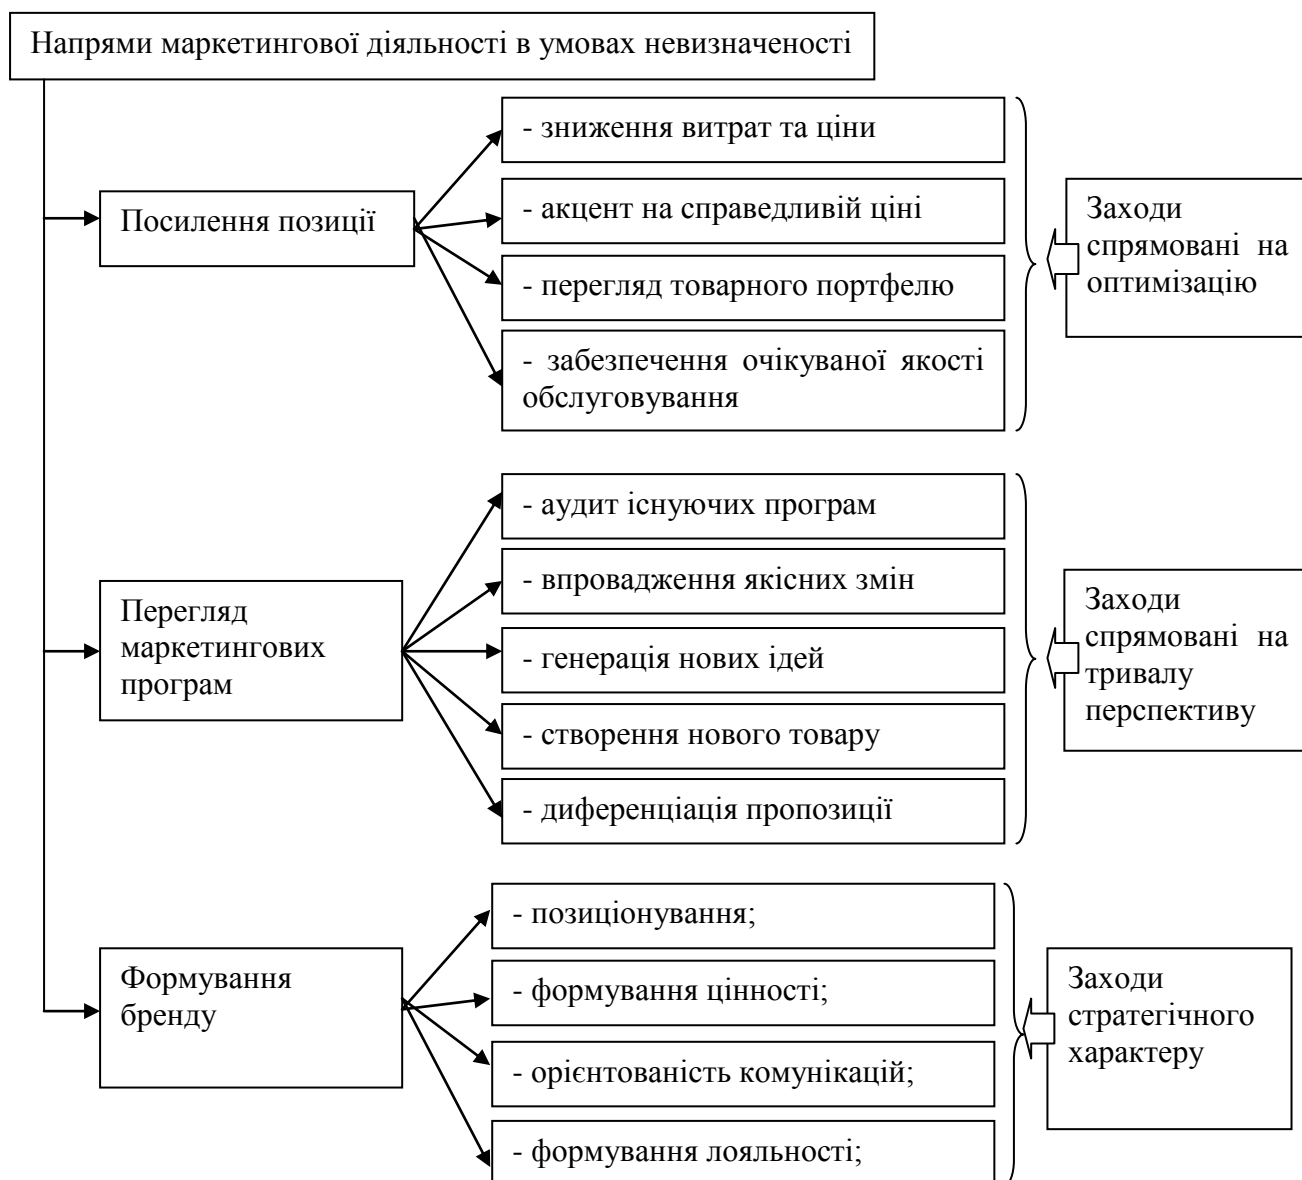 Напрями маркетингової діяльності в умовах невизначеності
Посилення позиції
- зниження витрат та ціни
- акцент на справедливій ціні
- перегляд товарного портфелю
- забезпечення очікуваної якості
обслуговування
Заходи
спрямовані на
оптимізацію
Перегляд
маркетингових
програм
- аудит існуючих програм
- впровадження якісних змін
- генерація нових ідей
- створення нового товару
- диференціація пропозиції
Заходи
спрямовані на
тривалу
перспективу
Формування
бренду
- позиціонування;
- формування цінності;
- орієнтованість комунікацій;
- формування лояльності;
Заходи
стратегічного
характеру